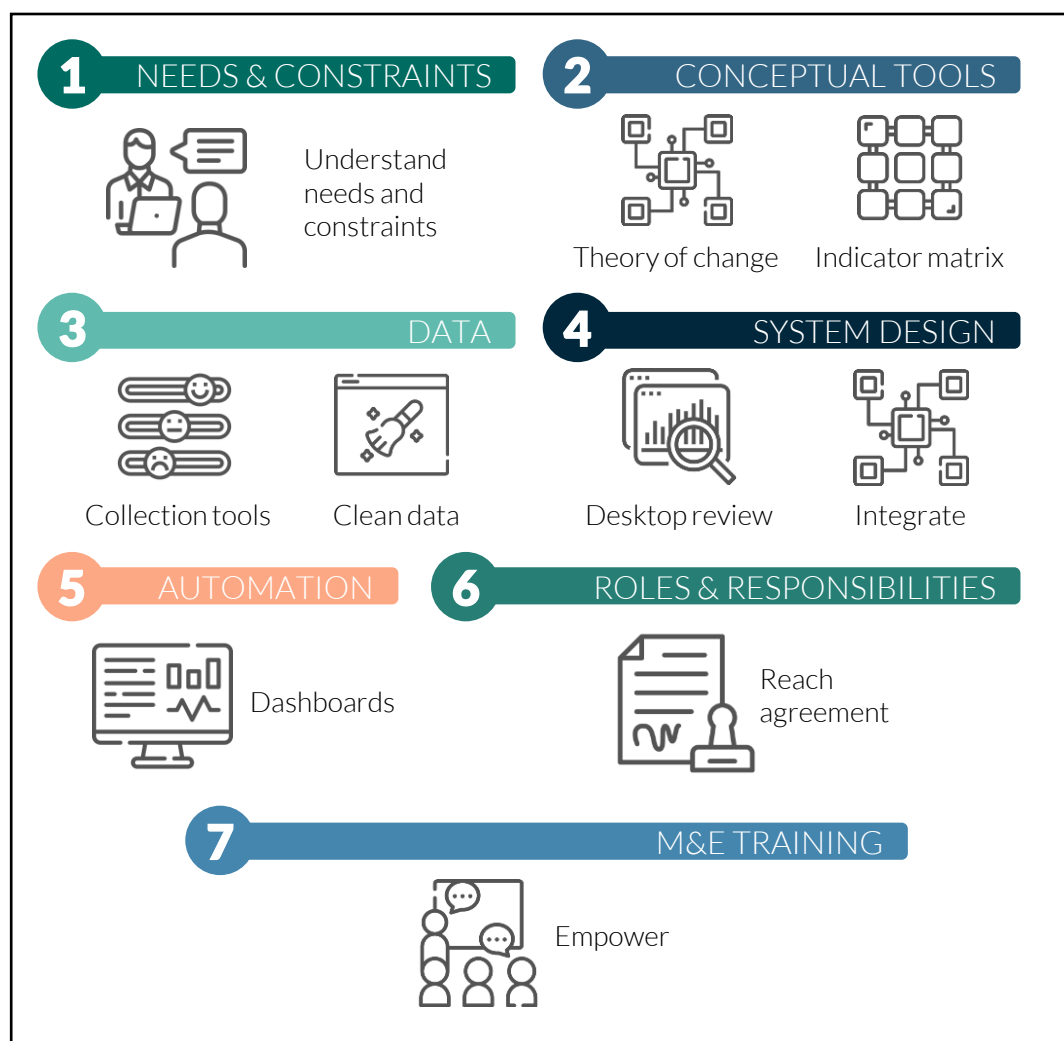 1 NEEDS & CONSTRAINTS
Understand
needs and
constraints
2 CONCEPTUAL TOOLS
Theory of change
Indicator matrix
3 DATA
Collection tools
Clean data
4 SYSTEM DESIGN
Desktop review
Integrate
5 AUTOMATION
Dashboards
6 ROLES & RESPONSIBILITIES
Reach
agreement
7 M&E TRAINING
Empower